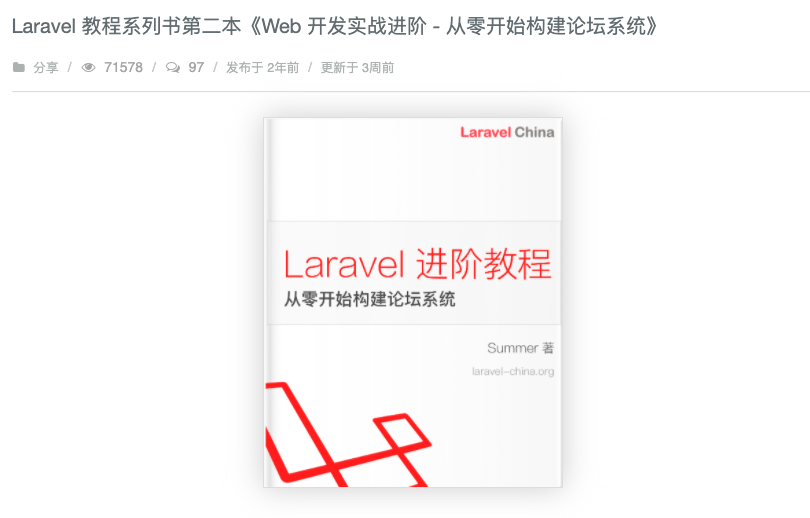 Laravel 教程系列书第二本《Web 开发实战进阶 - 从零开始构建论坛系统》
分享 / 71578 / 97 / 发布于 2年前 / 更新于 3周前
Laravel China
Laravel 进阶教程
从零开始构建论坛系统
Summer 著
laravel-china.org